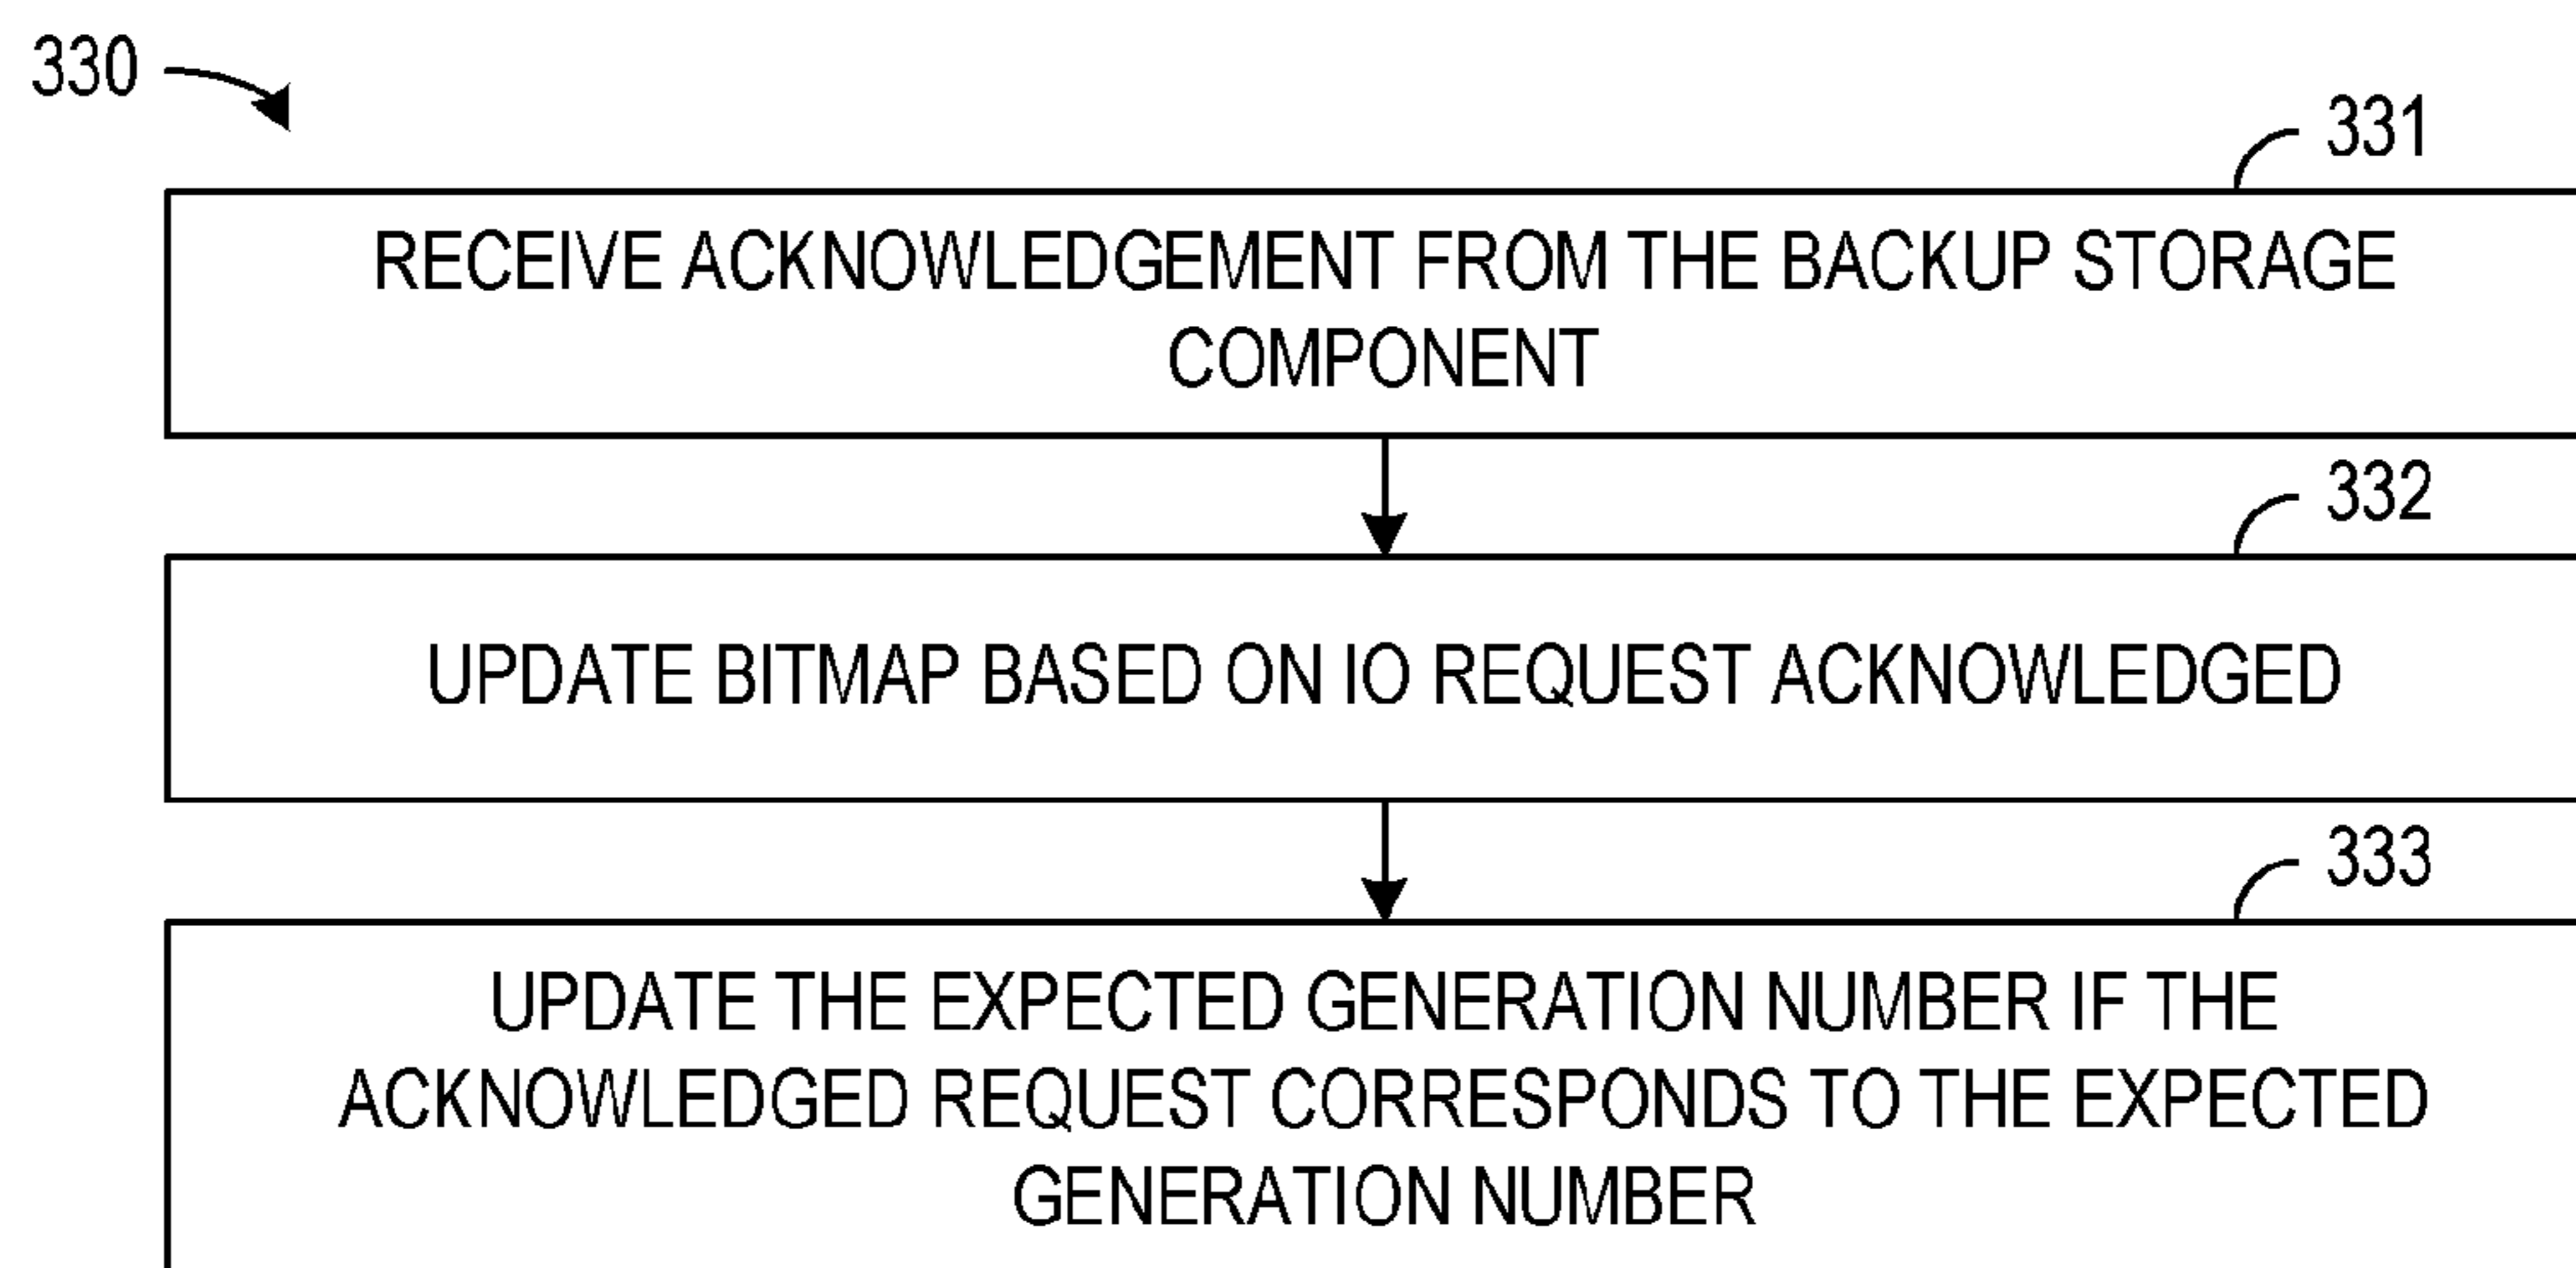 330
331
RECEIVE ACKNOWLEDGEMENT FROM THE BACKUP STORAGE
COMPONENT
332
UPDATE BITMAP BASED ON IO REQUEST ACKNOWLEDGED
333
UPDATE THE EXPECTED GENERATION NUMBER IF THE
ACKNOWLEDGED REQUEST CORRESPONDS TO THE EXPECTED
GENERATION NUMBER